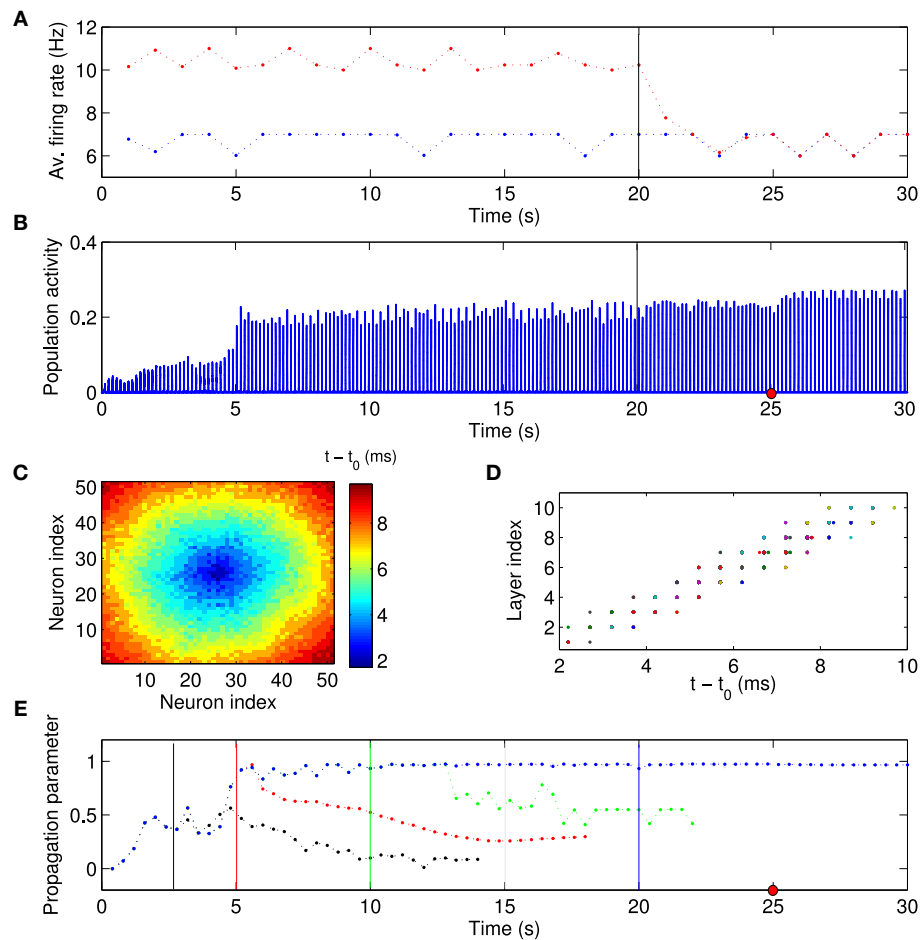 A
Av. firing rate (Hz)
12
10
8
6
0 5 10 15 20 25 30
Time (s)
B
Population activity
0.4
0.2
0
0 5 10 15 20 25 30
Time (s)
C
t − t0 (ms)
Neuron index
50
40
30
20
10
10 20 30 40 50
Neuron index
8
6
4
2
D
Layer index
10
8
6
4
2
2 4 6 8 10
t − t0 (ms)
E
Propagation parameter
1
0.5
0
0 5 10 15 20 25 30
Time (s)